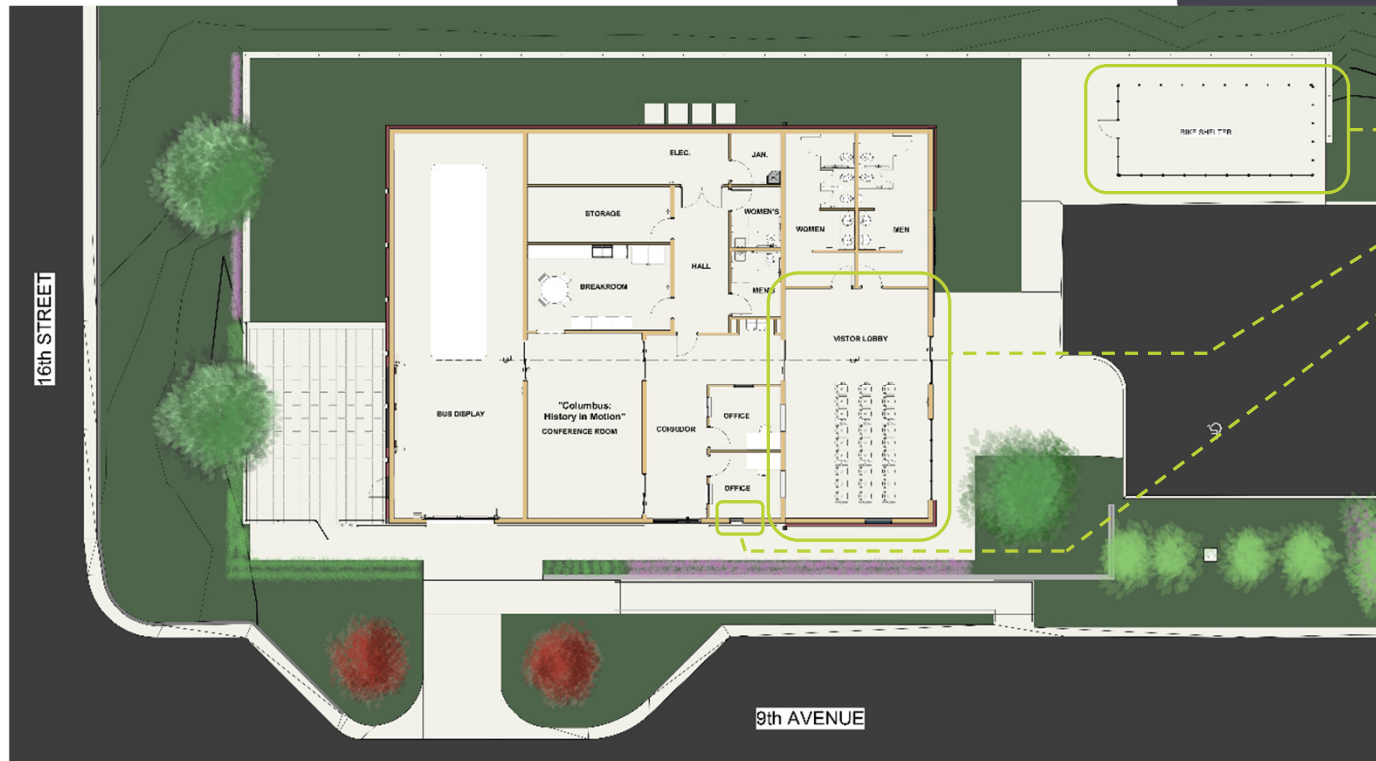 BIKE SHELTER
ELEC.
JAN.
STORAGE
WOMEN'S
WOMEN
MEN
HALL
BREAKROOM
MEN'S
16th STREET
VISTOR LOBBY
"Columbus:
History in Motion"
CONFERENCE ROOM
BUS DISPLAY
CORRIDOR
OFFICE
OFFICE
9th AVENUE